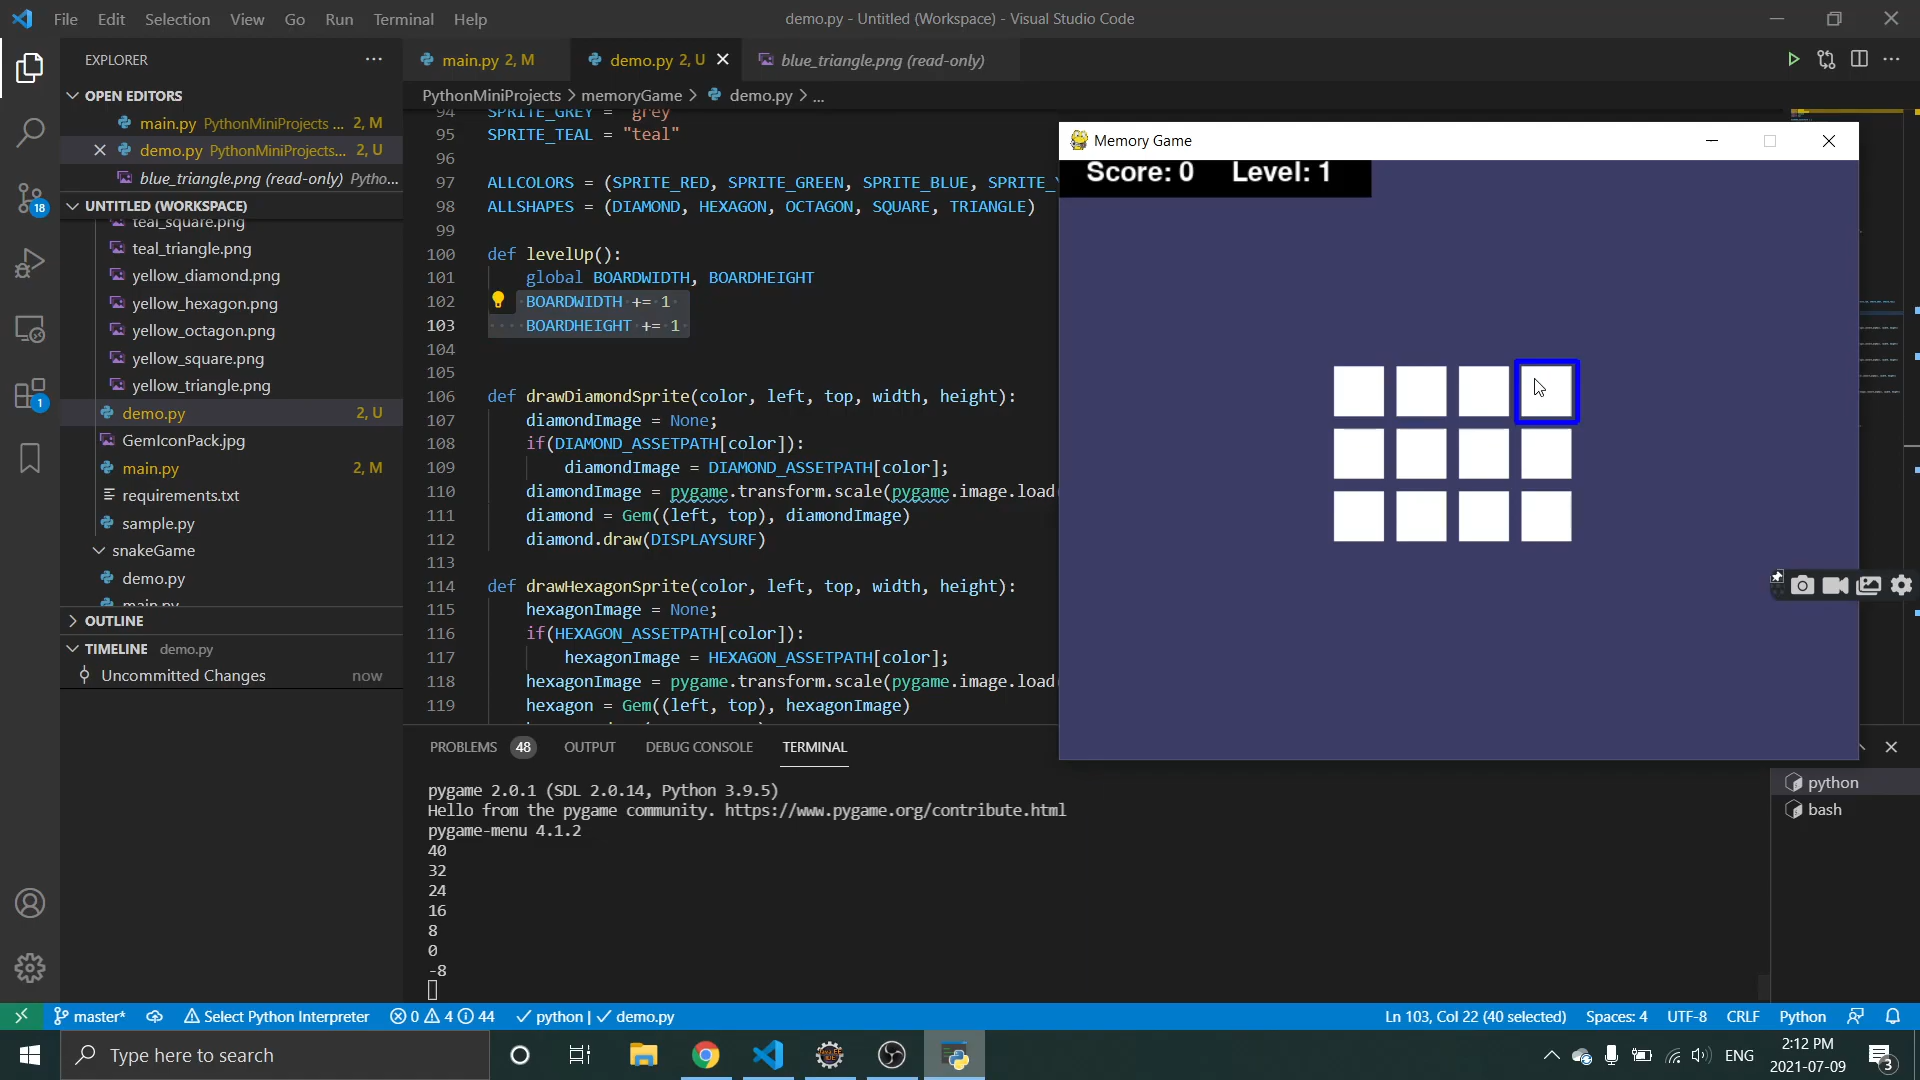 File Edit Selection View Go Run Terminal Help
demo.py - Untitled (Workspace) - Visual Studio Code
EXPLORER
main.py 2, M
demo.py 2, U
blue_triangle.png (read-only)
OPEN EDITORS
PythonMiniProjects > memoryGame > demo.py > ...
main.py PythonMiniProjects ... 2, M
demo.py PythonMiniProjects... 2, U
blue_triangle.png (read-only) Pytho...
UNTITLED (WORKSPACE)
teal_square.png
teal_triangle.png
yellow_diamond.png
yellow_hexagon.png
yellow_octagon.png
yellow_square.png
yellow_triangle.png
demo.py 2, U
GemIconPack.jpg
main.py 2, M
requirements.txt
sample.py
snakeGame
demo.py
main.py
OUTLINE
TIMELINE demo.py
Uncommitted Changes now
18
1
94 SPRITE_GREY = "grey"
95 SPRITE_TEAL = "teal"
96
97 ALLCOLORS = (SPRITE_RED, SPRITE_GREEN, SPRITE_BLUE, SPRITE_Y
98 ALLSHAPES = (DIAMOND, HEXAGON, OCTAGON, SQUARE, TRIANGLE)
99
100 def levelUp():
101 global BOARDWIDTH, BOARDHEIGHT
102 BOARDWIDTH += 1
103 BOARDHEIGHT += 1
104
105
106 def drawDiamondSprite(color, left, top, width, height):
107 diamondImage = None;
108 if(DIAMOND_ASSETPATH[color]):
109 diamondImage = DIAMOND_ASSETPATH[color];
110 diamondImage = pygame.transform.scale(pygame.image.load(
111 diamond = Gem((left, top), diamondImage)
112 diamond.draw(DISPLAYSURF)
113
114 def drawHexagonSprite(color, left, top, width, height):
115 hexagonImage = None;
116 if(HEXAGON_ASSETPATH[color]):
117 hexagonImage = HEXAGON_ASSETPATH[color];
118 hexagonImage = pygame.transform.scale(pygame.image.load(
119 hexagon = Gem((left, top), hexagonImage)
Memory Game
Score: 0 Level: 1
PROBLEMS 48 OUTPUT DEBUG CONSOLE TERMINAL
pygame 2.0.1 (SDL 2.0.14, Python 3.9.5)
Hello from the pygame community. https://www.pygame.org/contribute.html
pygame-menu 4.1.2
40
32
24
16
8
0
-8
python
bash
master* Select Python Interpreter 0 4 44 python | demo.py
Ln 103, Col 22 (40 selected) Spaces: 4 UTF-8 CRLF Python
Type here to search
ENG
2:12 PM
2021-07-09
3